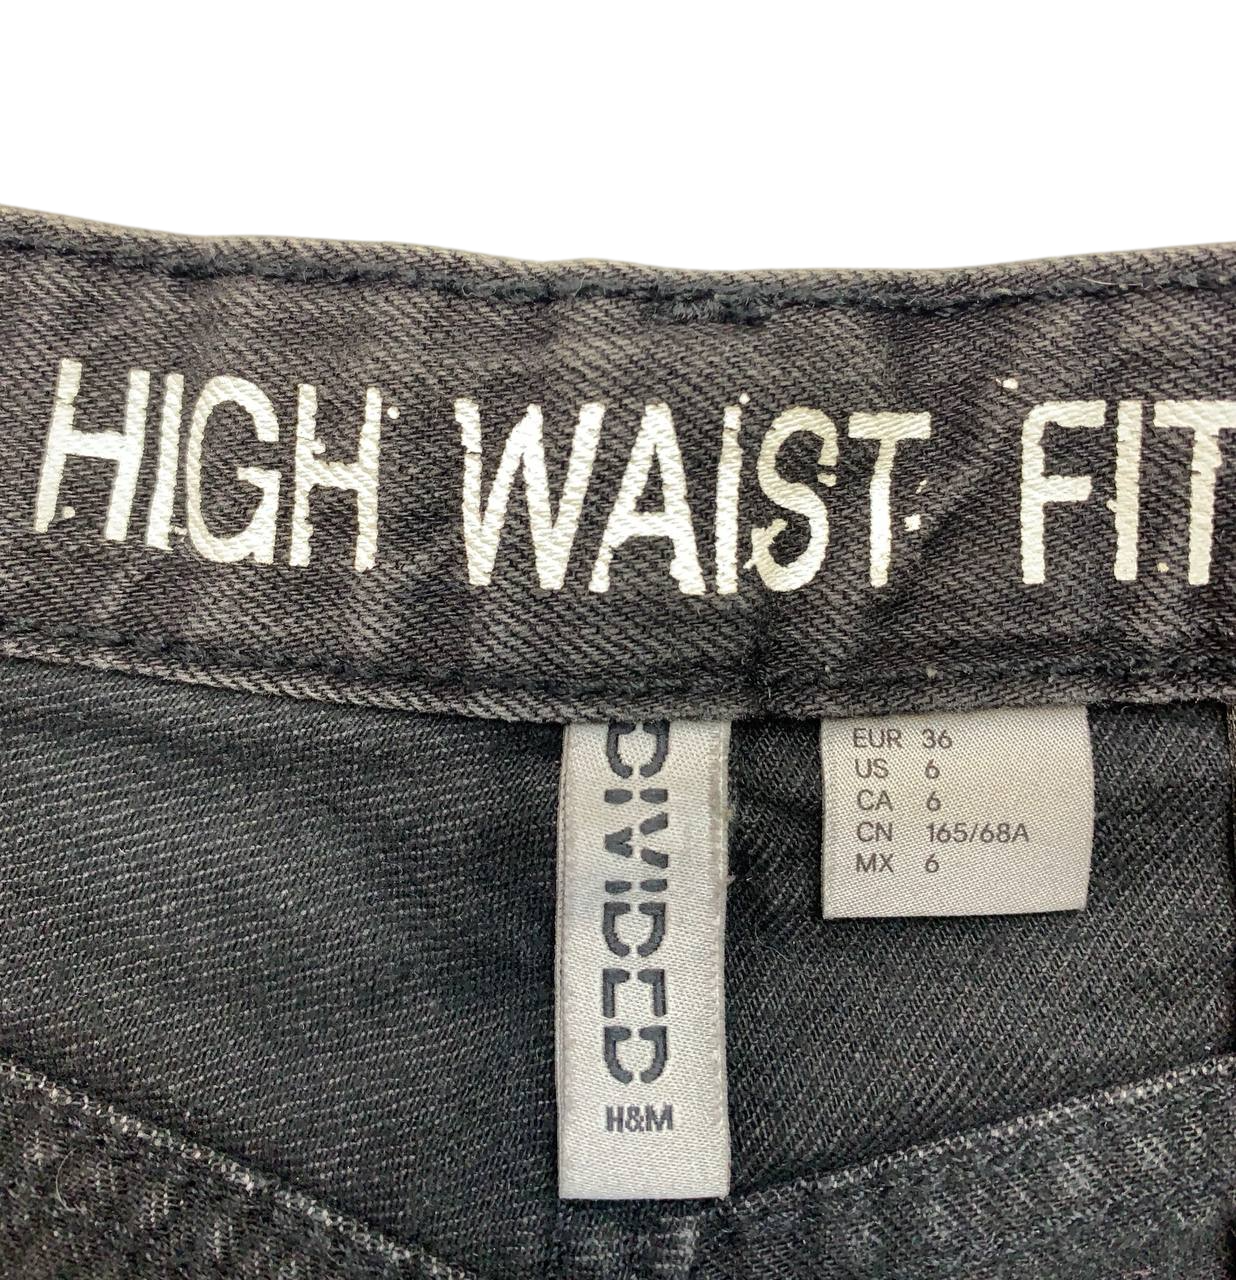 HIGH WAIST FIT
DIVIDED
H&M
EUR 36
US 6
CA 6
CN 165/68A
MX 6